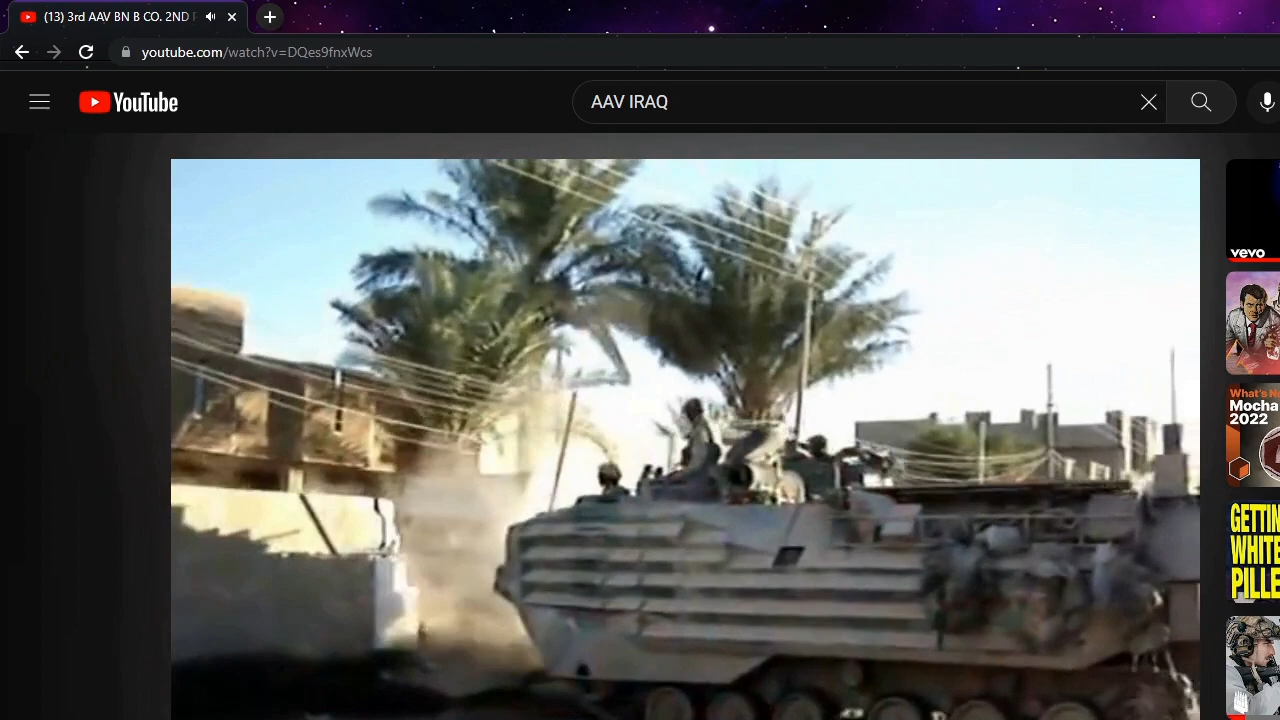 (13) 3rd AAV BN B CO. 2ND
youtube.com/watch?v=DQes9fnxWcs
YouTube
AAV IRAQ
vevo
What's
Mocha
2022
GETTIN
WHITE
PILLE